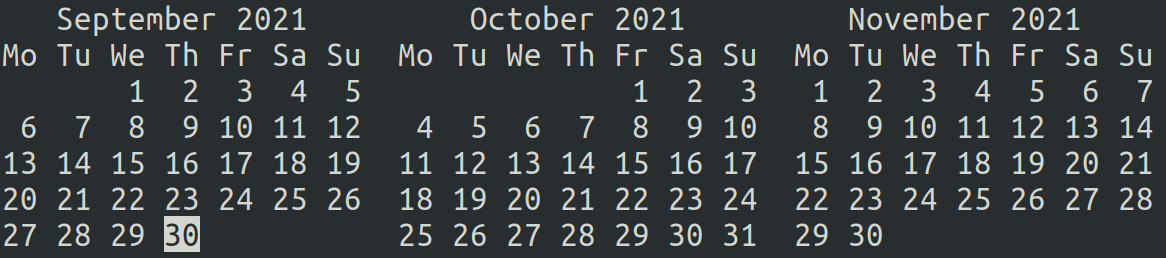 September 2021 October 2021 November 2021
Mo Tu We Th Fr Sa Su Mo Tu We Th Fr Sa Su Mo Tu We Th Fr Sa Su
1 2 3 4 5 1 2 3 1 2 3 4 5 6 7
6 7 8 9 10 11 12 4 5 6 7 8 9 10 8 9 10 11 12 13 14
13 14 15 16 17 18 19 11 12 13 14 15 16 17 15 16 17 18 19 20 21
20 21 22 23 24 25 26 18 19 20 21 22 23 24 22 23 24 25 26 27 28
27 28 29 30 25 26 27 28 29 30 31 29 30